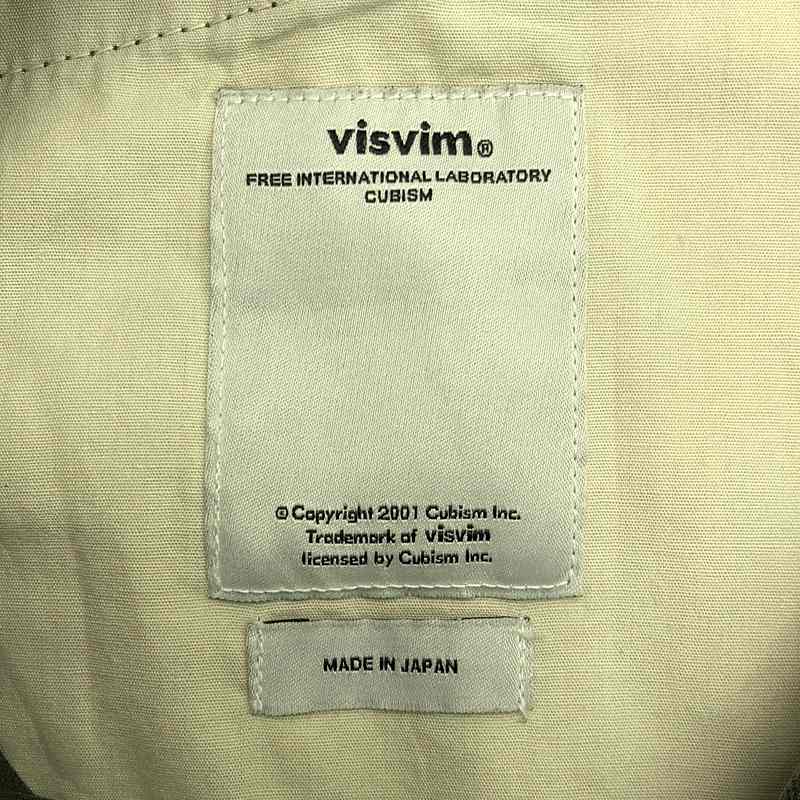 visvim®
FREE INTERNATIONAL LABORATORY
CUBISM
© Copyright 2001 Cubism Inc.
Trademark of visvim
licensed by Cubism Inc.
MADE IN JAPAN